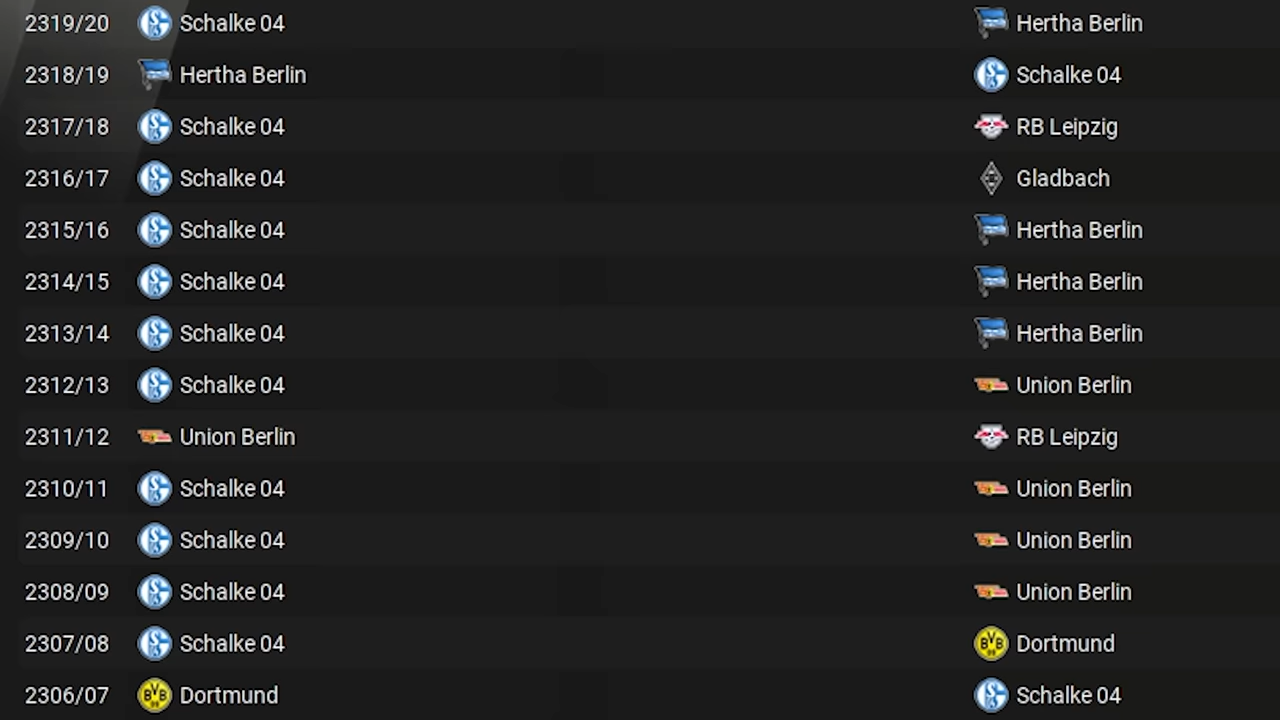 2319/20 Schalke 04 Hertha Berlin
2318/19 Hertha Berlin Schalke 04
2317/18 Schalke 04 RB Leipzig
2316/17 Schalke 04 Gladbach
2315/16 Schalke 04 Hertha Berlin
2314/15 Schalke 04 Hertha Berlin
2313/14 Schalke 04 Hertha Berlin
2312/13 Schalke 04 Union Berlin
2311/12 Union Berlin RB Leipzig
2310/11 Schalke 04 Union Berlin
2309/10 Schalke 04 Union Berlin
2308/09 Schalke 04 Union Berlin
2307/08 Schalke 04 BVB 09 Dortmund
2306/07 BVB 09 Dortmund Schalke 04